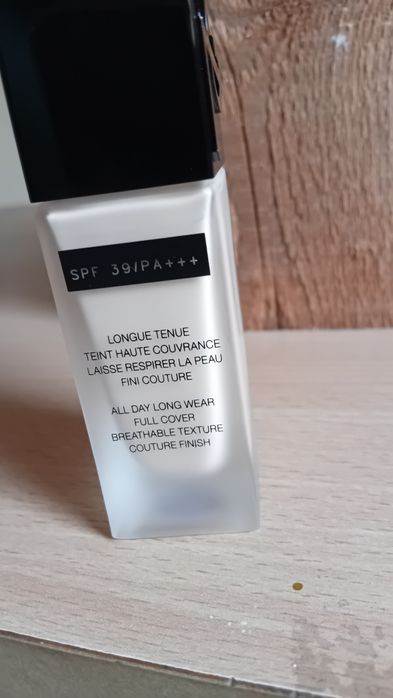 SPF 39/PA+++
LONGUE TENUE
TEINT HAUTE COUVRANCE
LAISSE RESPIRER LA PEAU
FINI COUTURE
ALL DAY LONG WEAR
FULL COVER
BREATHABLE TEXTURE
COUTURE FINISH